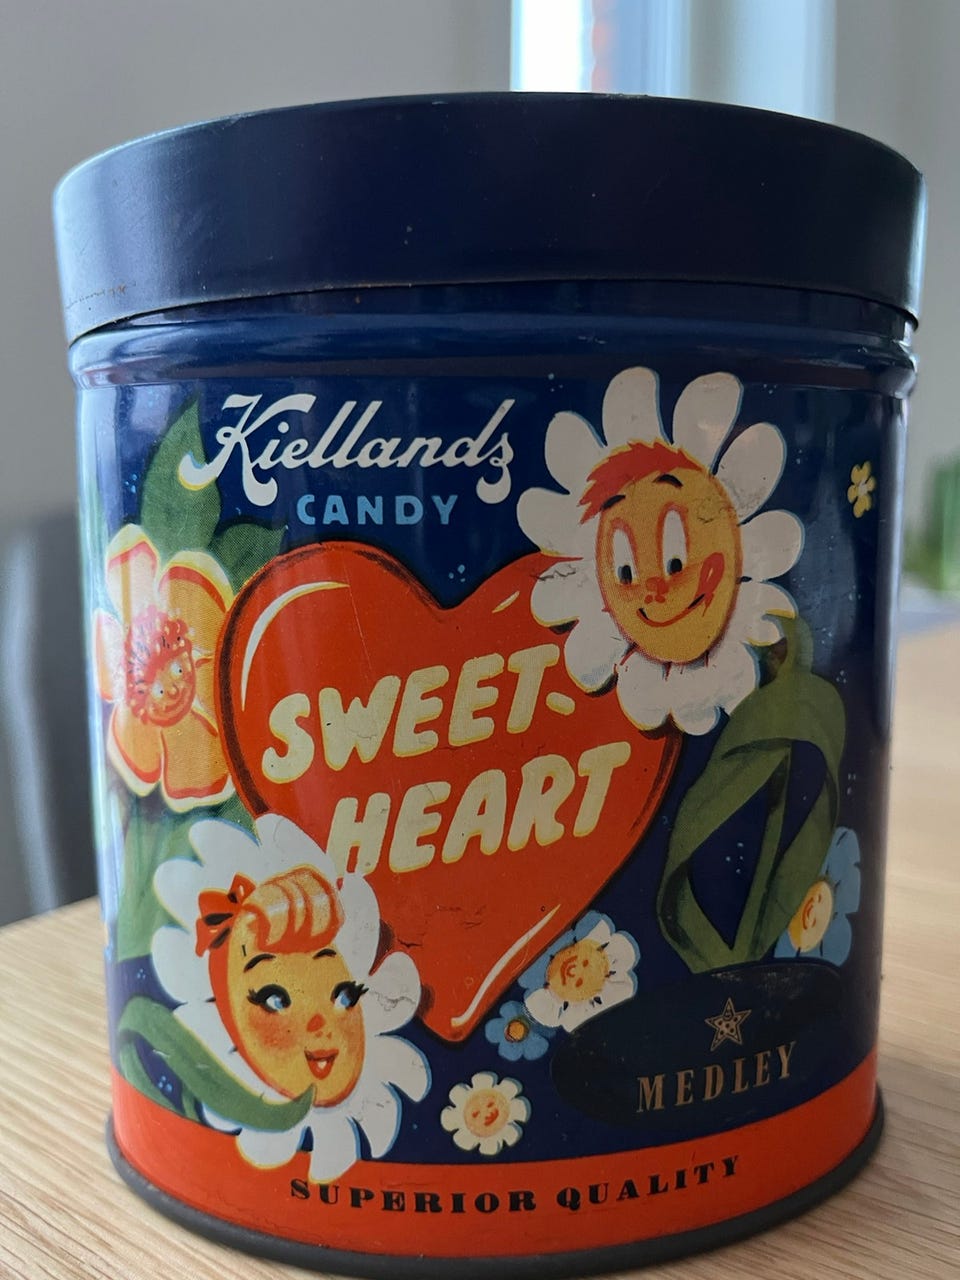 Kiellands
CANDY
SWEET-
HEART
MEDLEY
SUPERIOR QUALITY